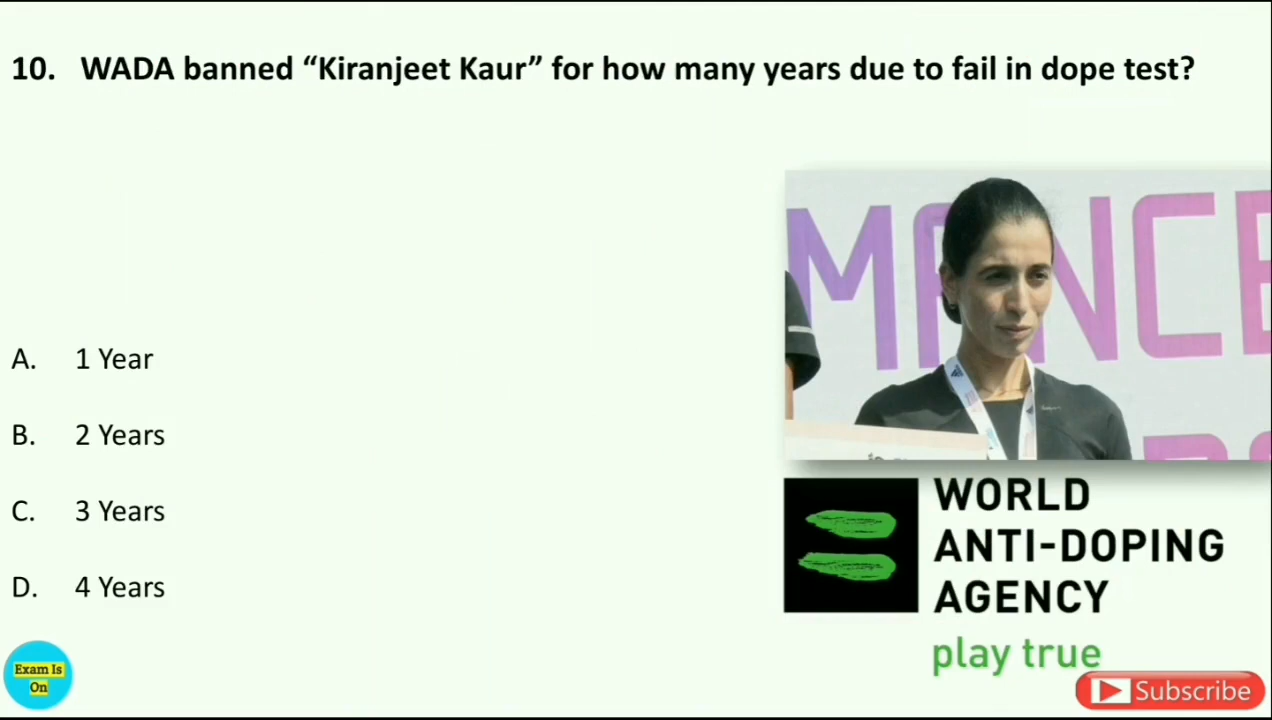 10. WADA banned “Kiranjeet Kaur” for how many years due to fail in dope test?
MANCE
A. 1 Year
B. 2 Years
C. 3 Years
D. 4 Years
WORLD
ANTI-DOPING
AGENCY
play true
Exam Is
On
Subscribe